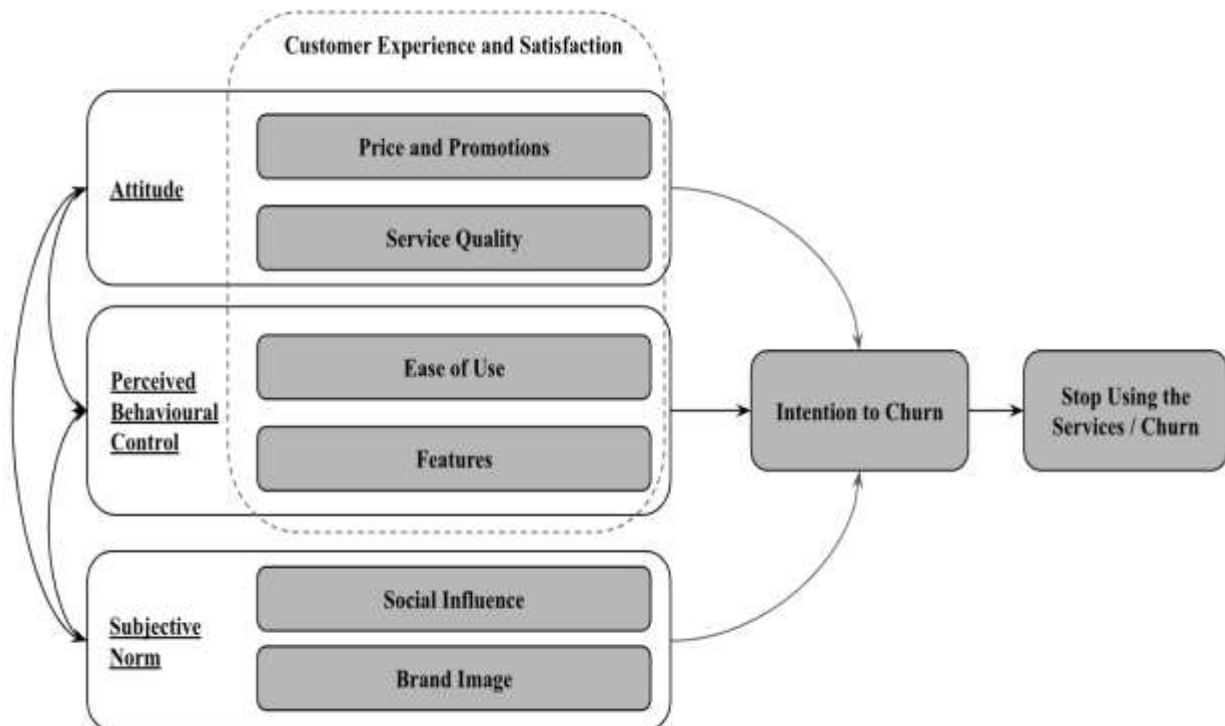 Customer Experience and Satisfaction
Attitude
Price and Promotions
Service Quality
Perceived
Behavioural
Control
Ease of Use
Features
Subjective
Norm
Social Influence
Brand Image
Intention to Churn
Stop Using the
Services / Churn